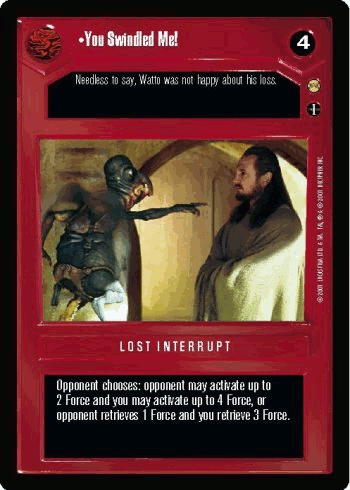 •You Swindled Me!
4
Needless to say, Watto was not happy about his loss.
LOST INTERRUPT
Opponent chooses: opponent may activate up to
2 Force and you may activate up to 4 Force, or
opponent retrieves 1 Force and you retrieve 3 Force.